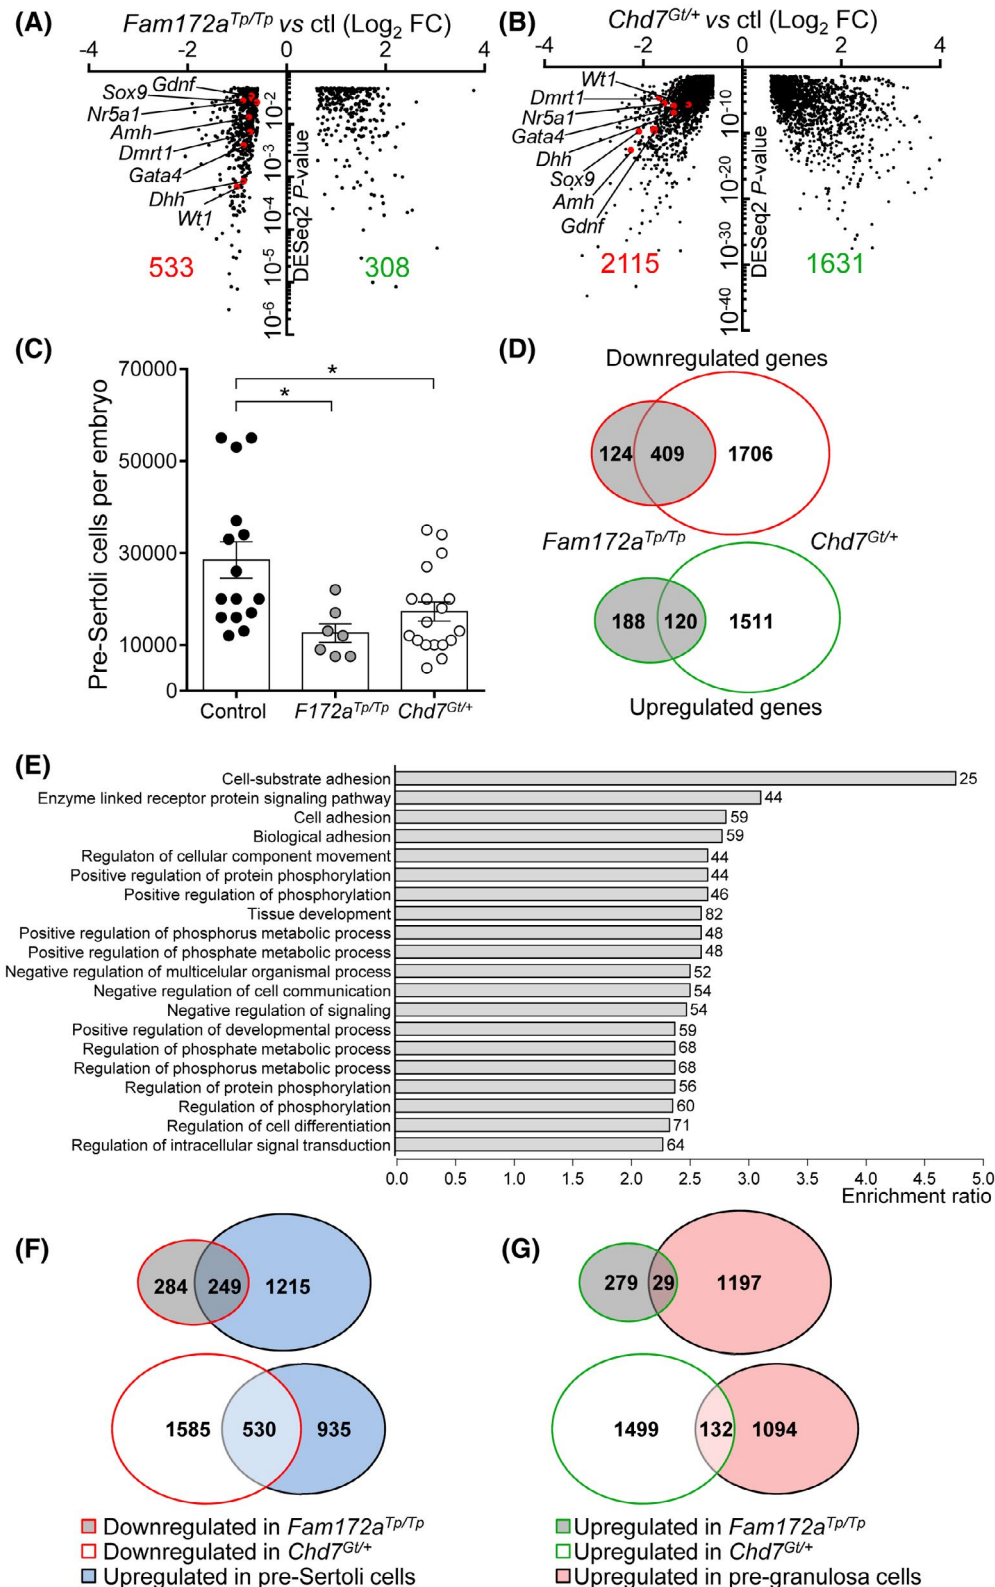 (A)
Fam172aTp/Tp vs ctl (Log2 FC)
-4 -2 0 2 4
Gdnf
Sox9
Nr5a1
Amh
Dmrt1
Gata4
Dhh
Wt1
10-2
10-3
10-4
10-5
10-6
DESeq2 P-value
533
308
(B)
Chd7Gt/+ vs ctl (Log2 FC)
-4 -2 0 2 4
Wt1
Dmrt1
Nr5a1
Gata4
Dhh
Sox9
Amh
Gdnf
10-10
10-20
10-30
10-40
DESeq2 P-value
2115
1631
(C)
Pre-Sertoli cells per embryo
70000
50000
30000
10000
0
*
*
Control
F172aTp/Tp
Chd7Gt/+
(D)
Downregulated genes
124 409 1706
Fam172aTp/Tp
Chd7Gt/+
188 120 1511
Upregulated genes
(E)
Cell-substrate adhesion 25
Enzyme linked receptor protein signaling pathway 44
Cell adhesion 59
Biological adhesion 59
Regulaton of cellular component movement 44
Positive regulation of protein phosphorylation 44
Positive regulation of phosphorylation 46
Tissue development 82
Positive regulation of phosphorus metabolic process 48
Positive regulation of phosphate metabolic process 48
Negative regulation of multicelular organismal process 52
Negative regulation of cell communication 54
Negative regulation of signaling 54
Positive regulation of developmental process 59
Regulation of phosphate metabolic process 68
Regulation of phosphorus metabolic process 68
Regulation of protein phosphorylation 56
Regulation of phosphorylation 60
Regulation of cell differentiation 71
Regulation of intracellular signal transduction 64
0.0 0.5 1.0 1.5 2.0 2.5 3.0 3.5 4.0 4.5 5.0
Enrichment ratio
(F)
284 249 1215
1585 530 935
Downregulated in Fam172aTp/Tp
Downregulated in Chd7Gt/+
Upregulated in pre-Sertoli cells
(G)
279 29 1197
1499 132 1094
Upregulated in Fam172aTp/Tp
Upregulated in Chd7Gt/+
Upregulated in pre-granulosa cells